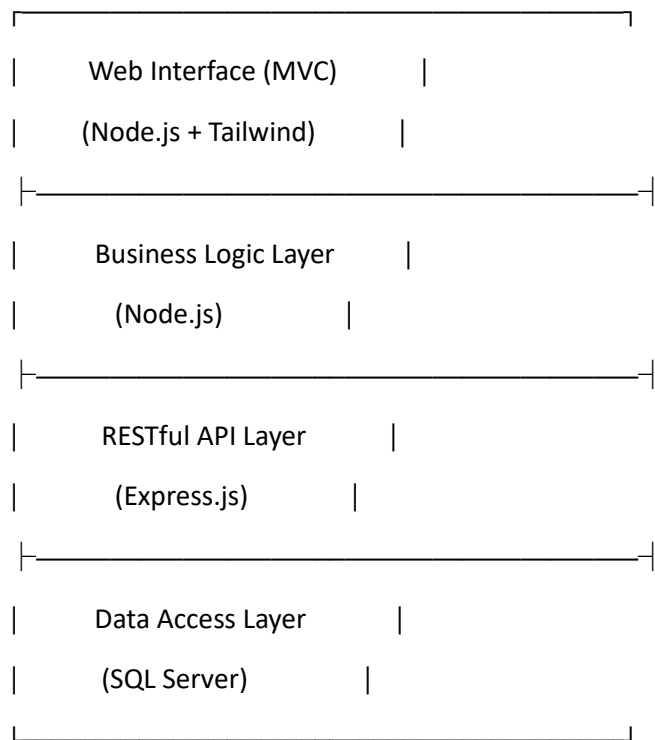 Web Interface (MVC)
(Node.js + Tailwind)
Business Logic Layer
(Node.js)
RESTful API Layer
(Express.js)
Data Access Layer
(SQL Server)